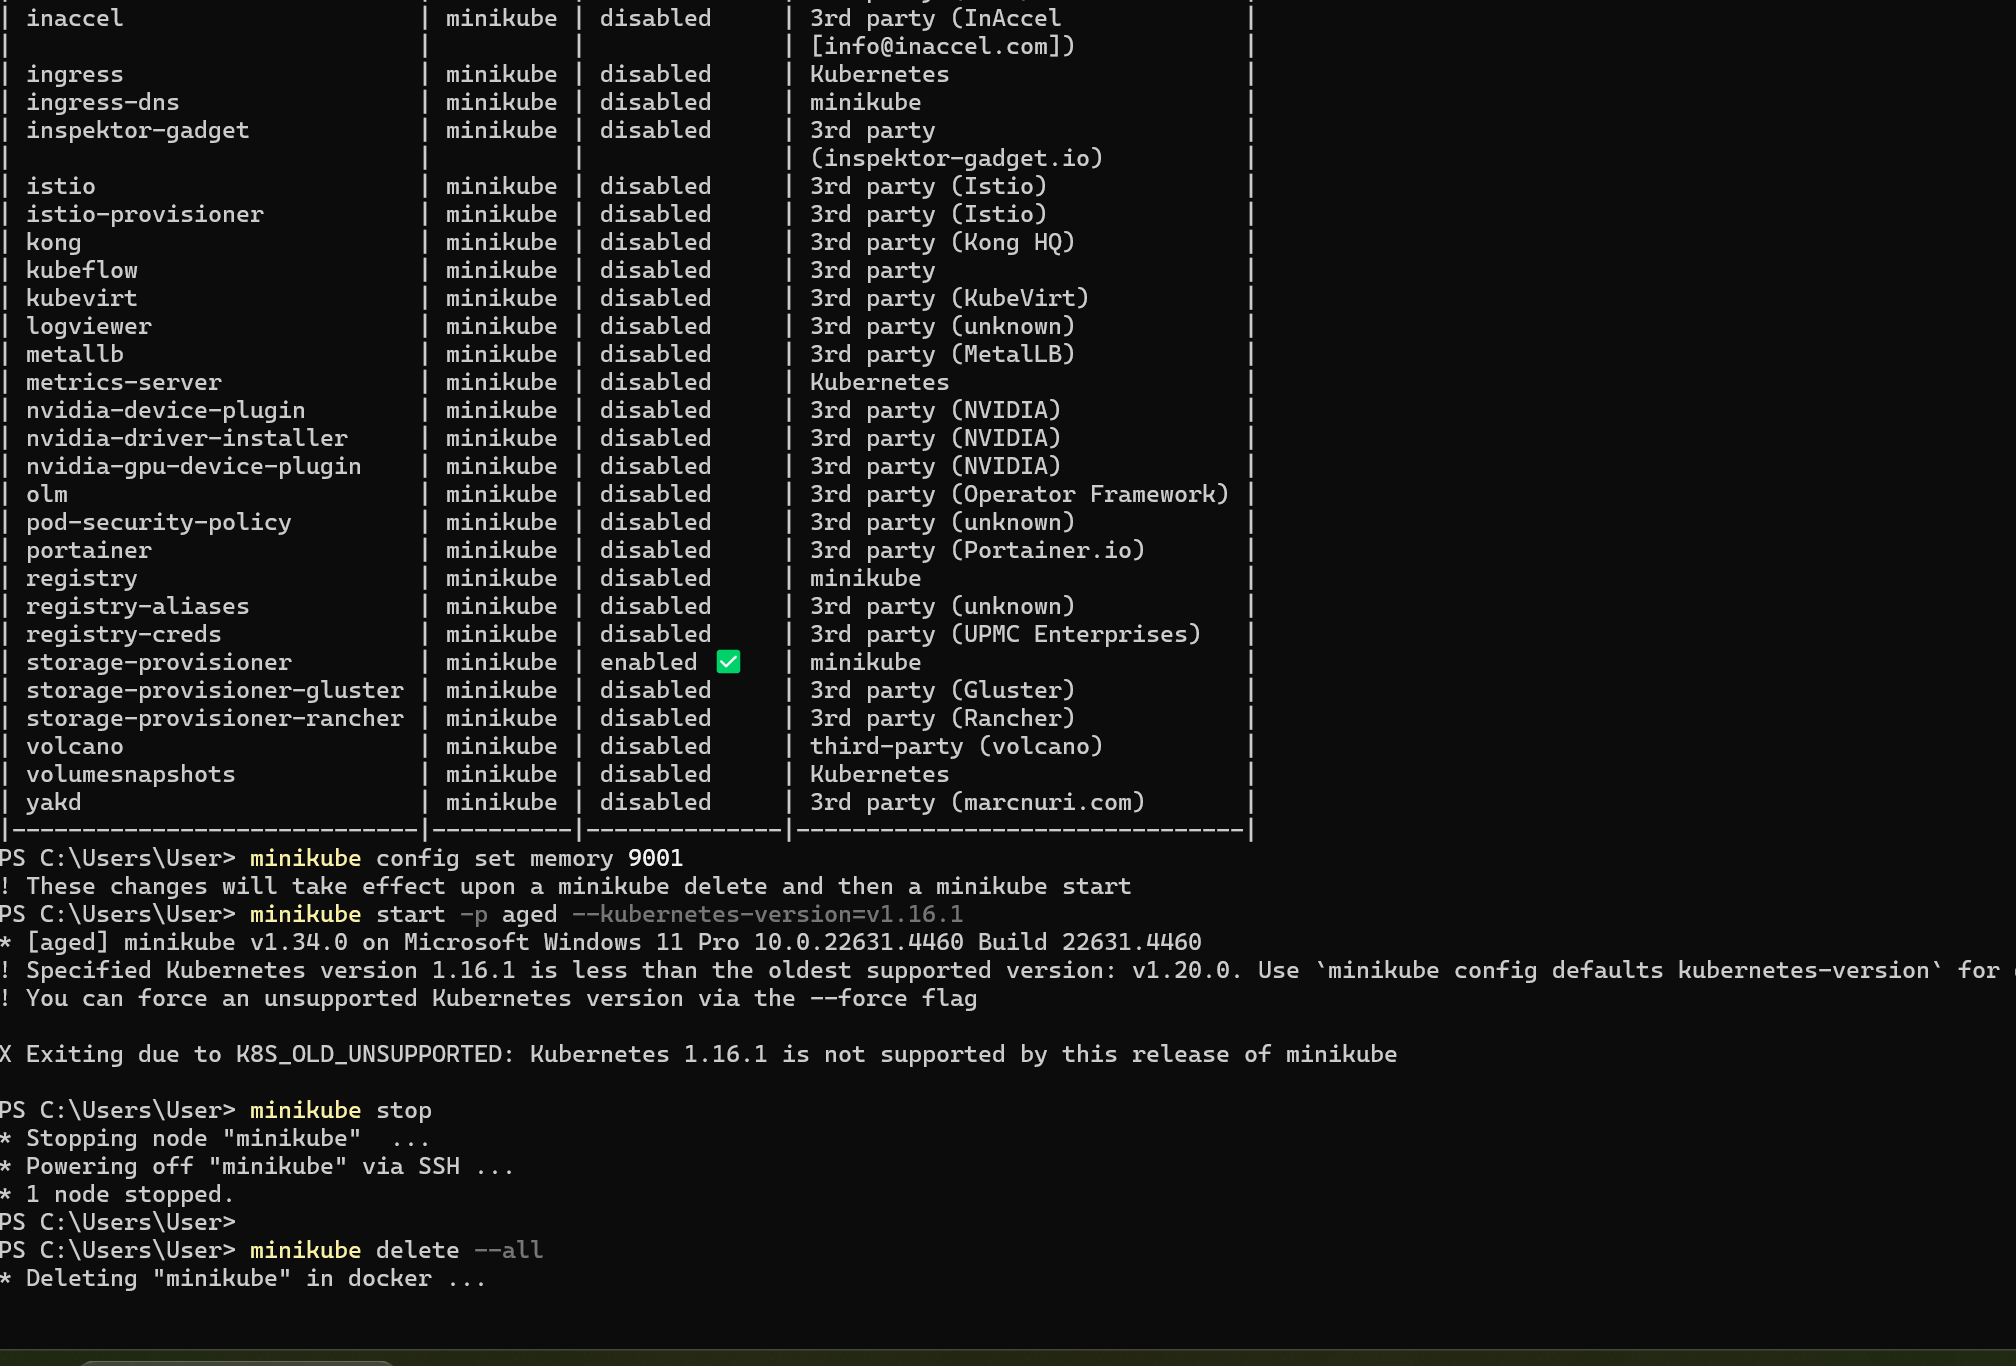 | inaccel                     | minikube | disabled     | 3rd party (InAccel             |
|                             |          |              | [info@inaccel.com])            |
| ingress                     | minikube | disabled     | Kubernetes                     |
| ingress-dns                 | minikube | disabled     | minikube                       |
| inspektor-gadget            | minikube | disabled     | 3rd party                      |
|                             |          |              | (inspektor-gadget.io)          |
| istio                       | minikube | disabled     | 3rd party (Istio)              |
| istio-provisioner           | minikube | disabled     | 3rd party (Istio)              |
| kong                        | minikube | disabled     | 3rd party (Kong HQ)            |
| kubeflow                    | minikube | disabled     | 3rd party                      |
| kubevirt                    | minikube | disabled     | 3rd party (KubeVirt)           |
| logviewer                   | minikube | disabled     | 3rd party (unknown)            |
| metallb                     | minikube | disabled     | 3rd party (MetalLB)            |
| metrics-server              | minikube | disabled     | Kubernetes                     |
| nvidia-device-plugin        | minikube | disabled     | 3rd party (NVIDIA)             |
| nvidia-driver-installer     | minikube | disabled     | 3rd party (NVIDIA)             |
| nvidia-gpu-device-plugin    | minikube | disabled     | 3rd party (NVIDIA)             |
| olm                         | minikube | disabled     | 3rd party (Operator Framework) |
| pod-security-policy         | minikube | disabled     | 3rd party (unknown)            |
| portainer                   | minikube | disabled     | 3rd party (Portainer.io)       |
| registry                    | minikube | disabled     | minikube                       |
| registry-aliases            | minikube | disabled     | 3rd party (unknown)            |
| registry-creds              | minikube | disabled     | 3rd party (UPMC Enterprises)   |
| storage-provisioner         | minikube | enabled ✅   | minikube                       |
| storage-provisioner-gluster | minikube | disabled     | 3rd party (Gluster)            |
| storage-provisioner-rancher | minikube | disabled     | 3rd party (Rancher)            |
| volcano                     | minikube | disabled     | third-party (volcano)          |
| volumesnapshots             | minikube | disabled     | Kubernetes                     |
| yakd                        | minikube | disabled     | 3rd party (marcnuri.com)       |
|-----------------------------|----------|--------------|--------------------------------|
PS C:\Users\User> minikube config set memory 9001
! These changes will take effect upon a minikube delete and then a minikube start
PS C:\Users\User> minikube start -p aged --kubernetes-version=v1.16.1
* [aged] minikube v1.34.0 on Microsoft Windows 11 Pro 10.0.22631.4460 Build 22631.4460
! Specified Kubernetes version 1.16.1 is less than the oldest supported version: v1.20.0. Use `minikube config defaults kubernetes-version` for
! You can force an unsupported Kubernetes version via the --force flag
X Exiting due to K8S_OLD_UNSUPPORTED: Kubernetes 1.16.1 is not supported by this release of minikube
PS C:\Users\User> minikube stop
* Stopping node "minikube"  ...
* Powering off "minikube" via SSH ...
* 1 node stopped.
PS C:\Users\User>
PS C:\Users\User> minikube delete --all
* Deleting "minikube" in docker ...